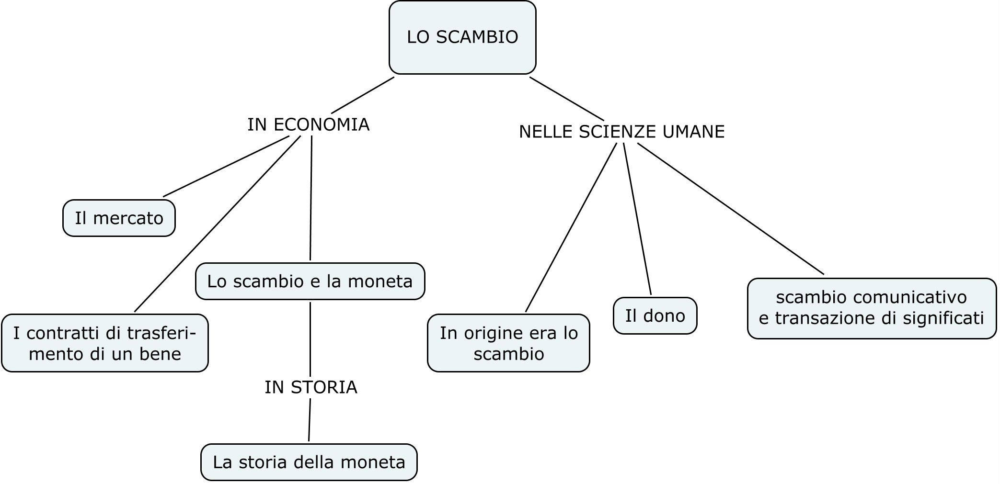 LO SCAMBIO
IN ECONOMIA
NELLE SCIENZE UMANE
Il mercato
Lo scambio e la moneta
I contratti di trasferi-
mento di un bene
In origine era lo
scambio
Il dono
scambio comunicativo
e transazione di significati
IN STORIA
La storia della moneta